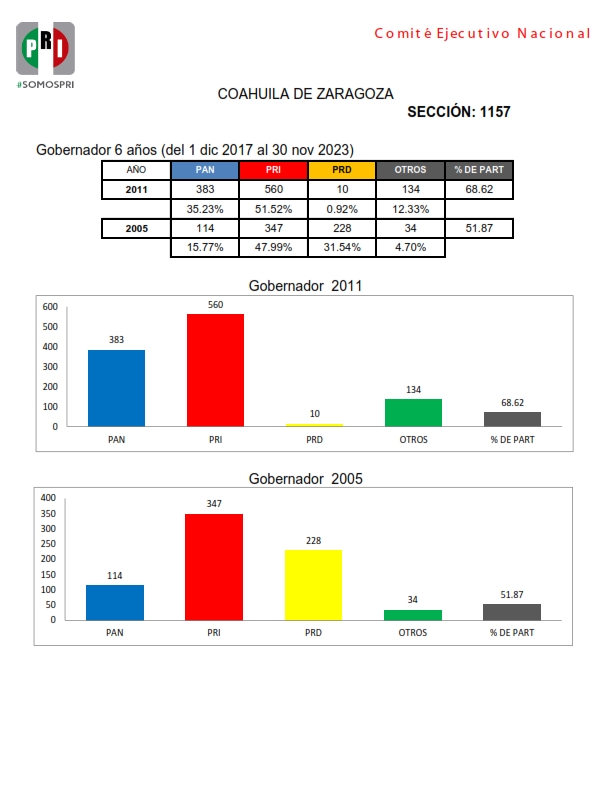 PRI
#SOMOSPRI
Comité Ejecutivo Nacional
COAHUILA DE ZARAGOZA
SECCIÓN: 1157
Gobernador 6 años (del 1 dic 2017 al 30 nov 2023)
AÑO PAN PRI PRD OTROS % DE PART
2011 383 560 10 134 68.62
35.23% 51.52% 0.92% 12.33%
2005 114 347 228 34 51.87
15.77% 47.99% 31.54% 4.70%
Gobernador 2011
600
500
400
300
200
100
0
383
560
10
134
68.62
PAN PRI PRD OTROS % DE PART
Gobernador 2005
400
350
300
250
200
150
100
50
0
114
347
228
34
51.87
PAN PRI PRD OTROS % DE PART